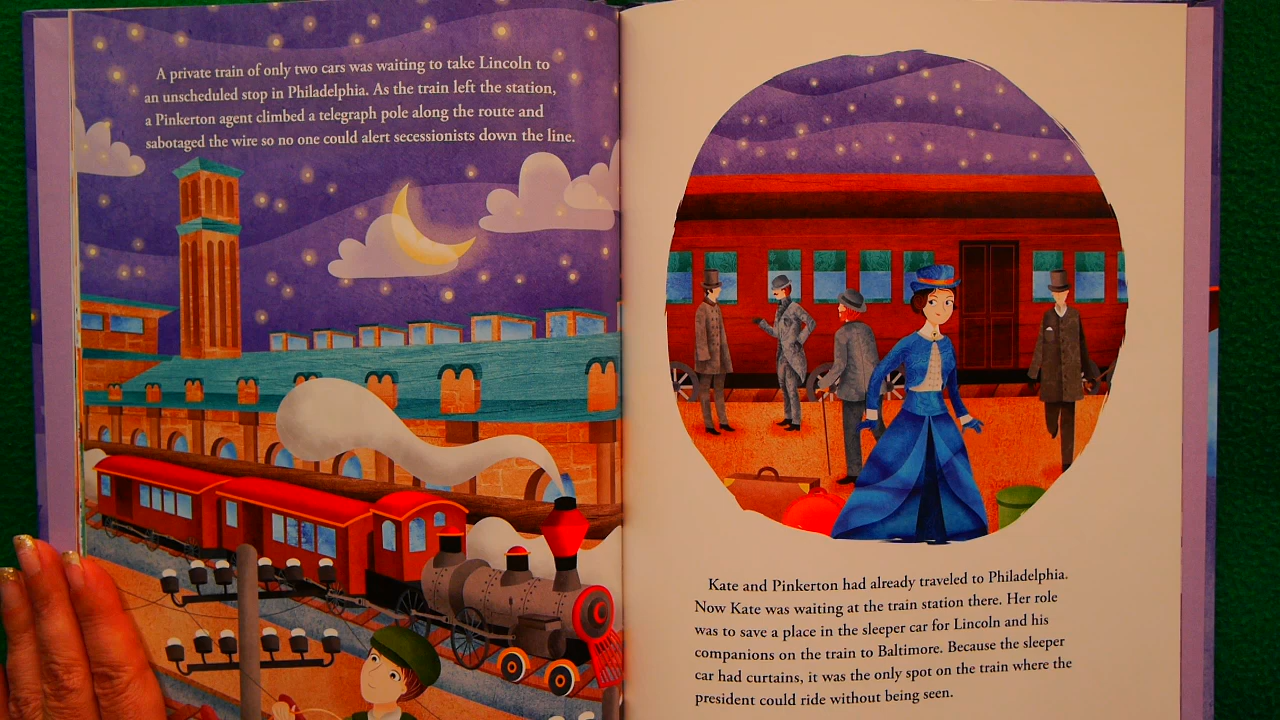 A private train of only two cars was waiting to take Lincoln to
an unscheduled stop in Philadelphia. As the train left the station,
a Pinkerton agent climbed a telegraph pole along the route and
sabotaged the wire so no one could alert secessionists down the line.
Kate and Pinkerton had already traveled to Philadelphia.
Now Kate was waiting at the train station there. Her role
was to save a place in the sleeper car for Lincoln and his
companions on the train to Baltimore. Because the sleeper
car had curtains, it was the only spot on the train where the
president could ride without being seen.